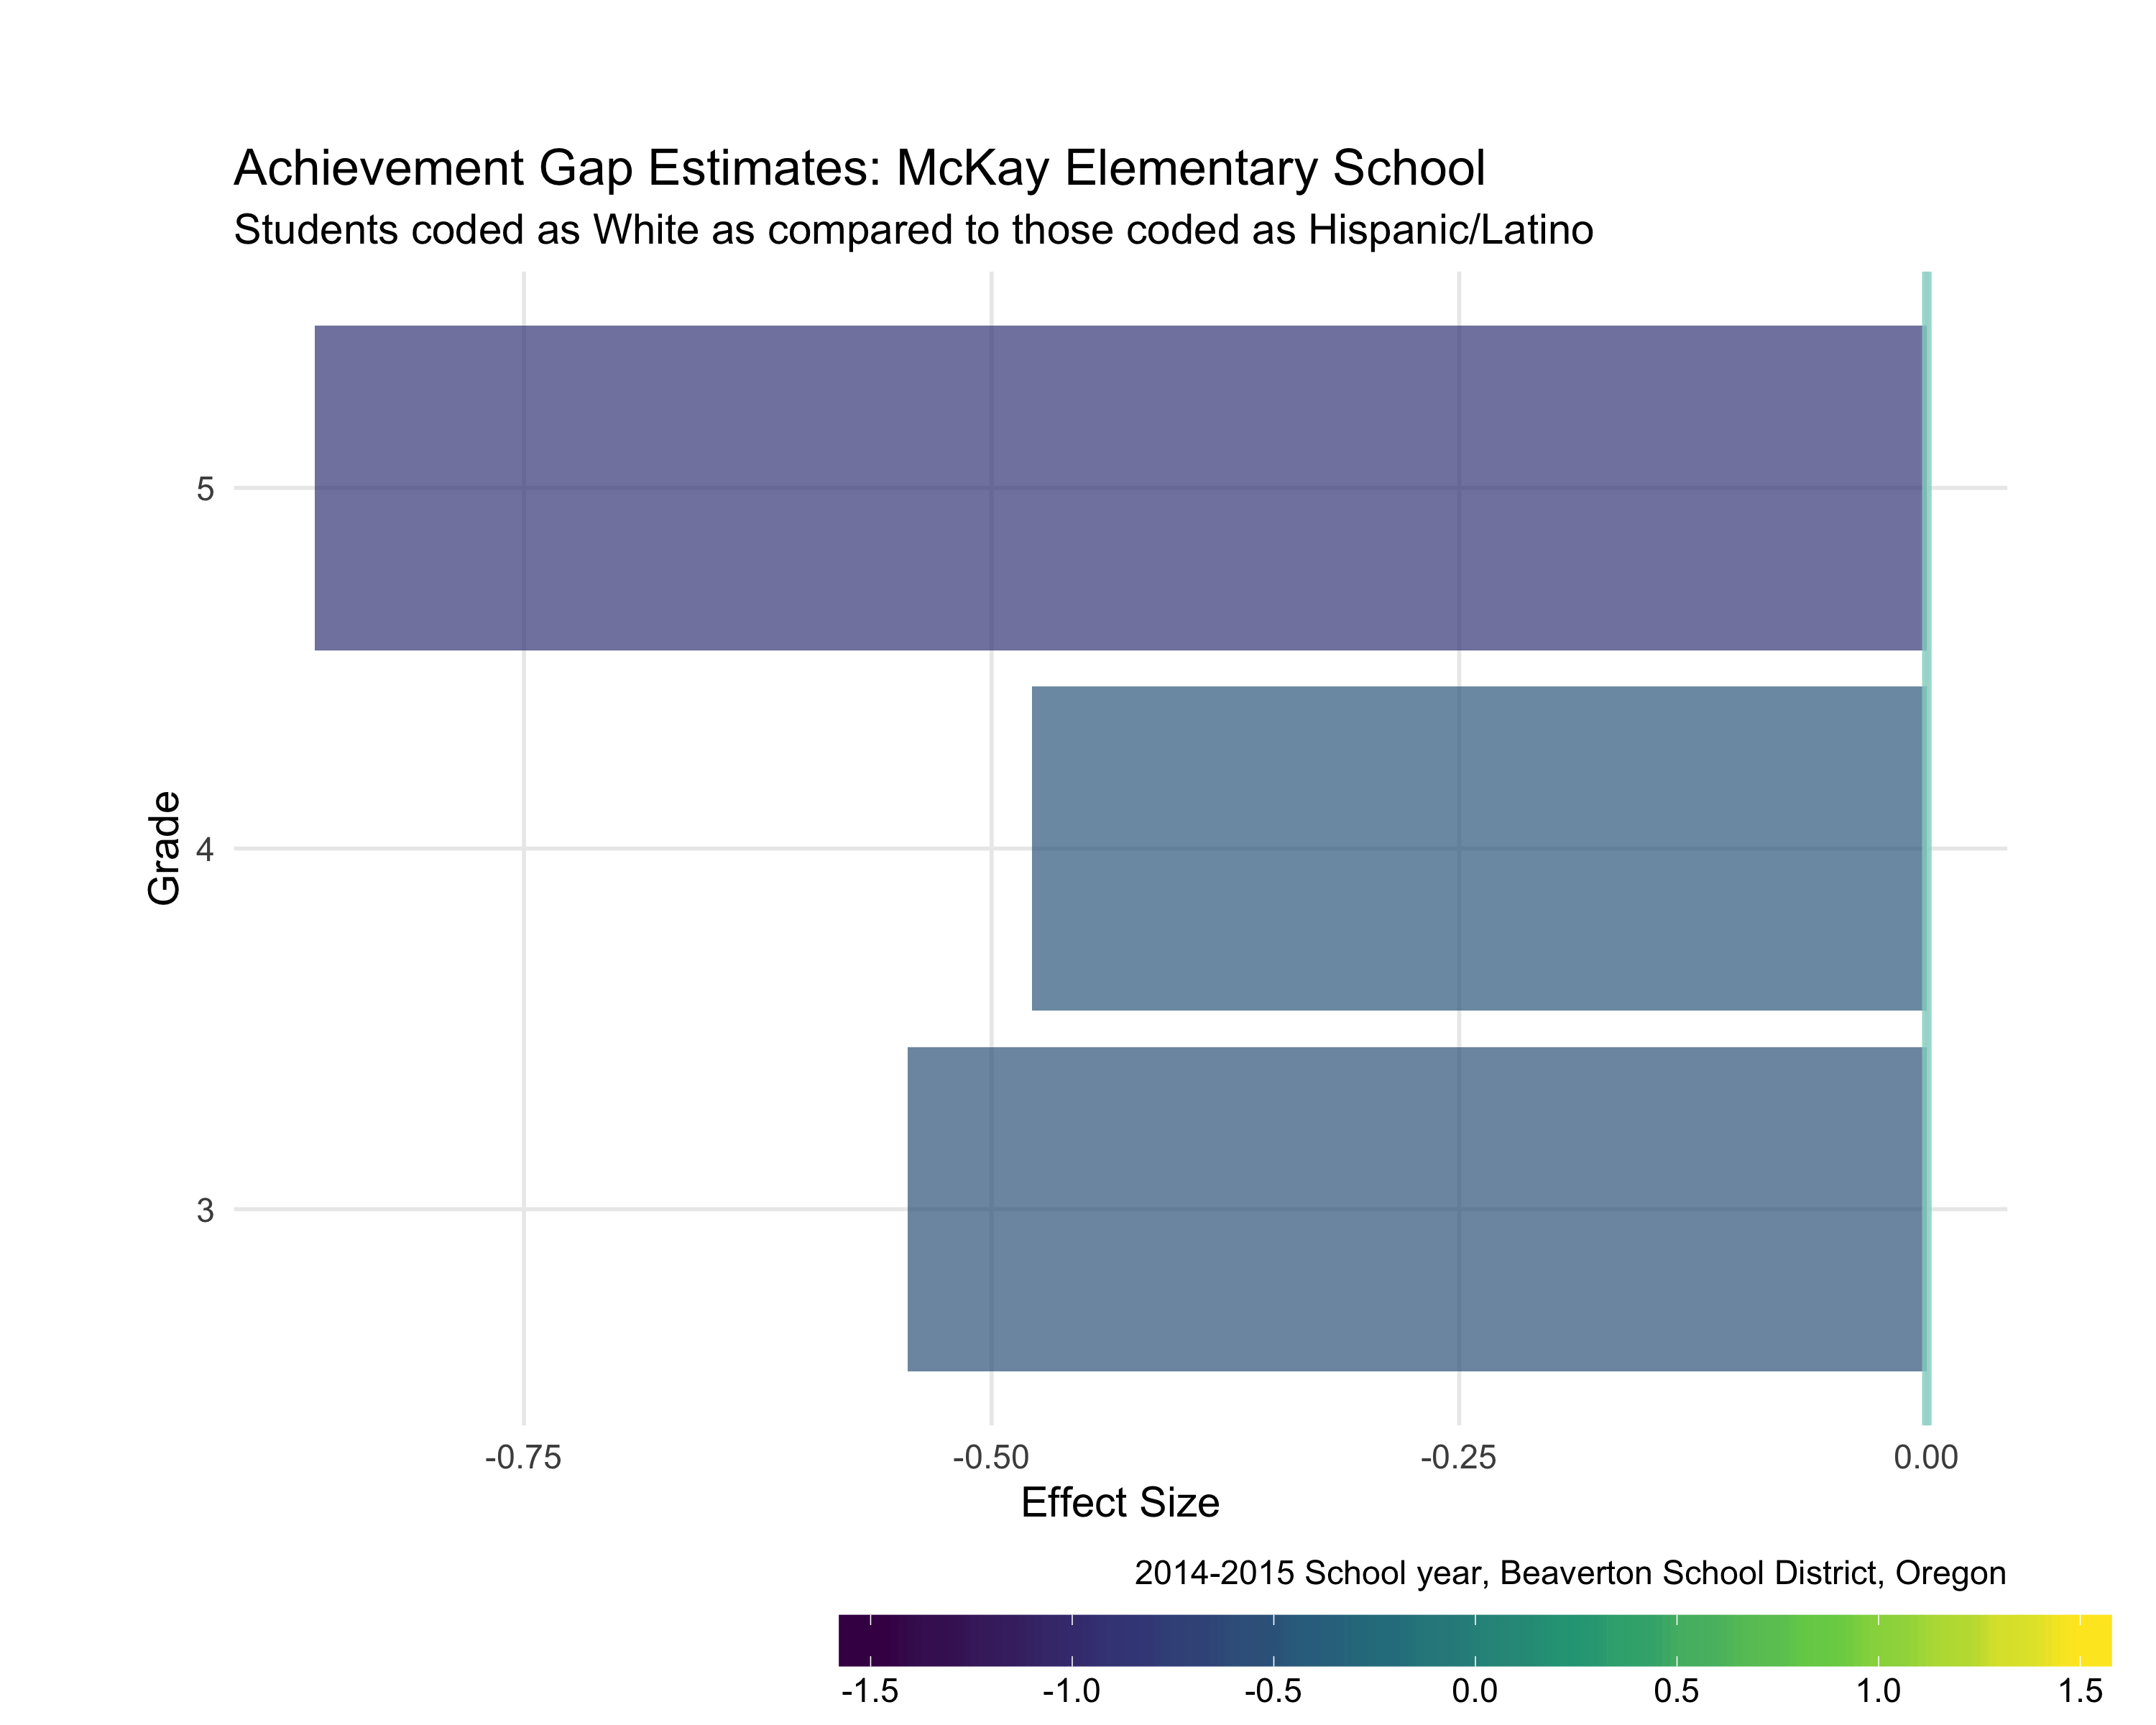 Achievement Gap Estimates: McKay Elementary School
Students coded as White as compared to those coded as Hispanic/Latino
5
4
3
Grade
-0.75 -0.50 -0.25 0.00
Effect Size
2014-2015 School year, Beaverton School District, Oregon
-1.5 -1.0 -0.5 0.0 0.5 1.0 1.5